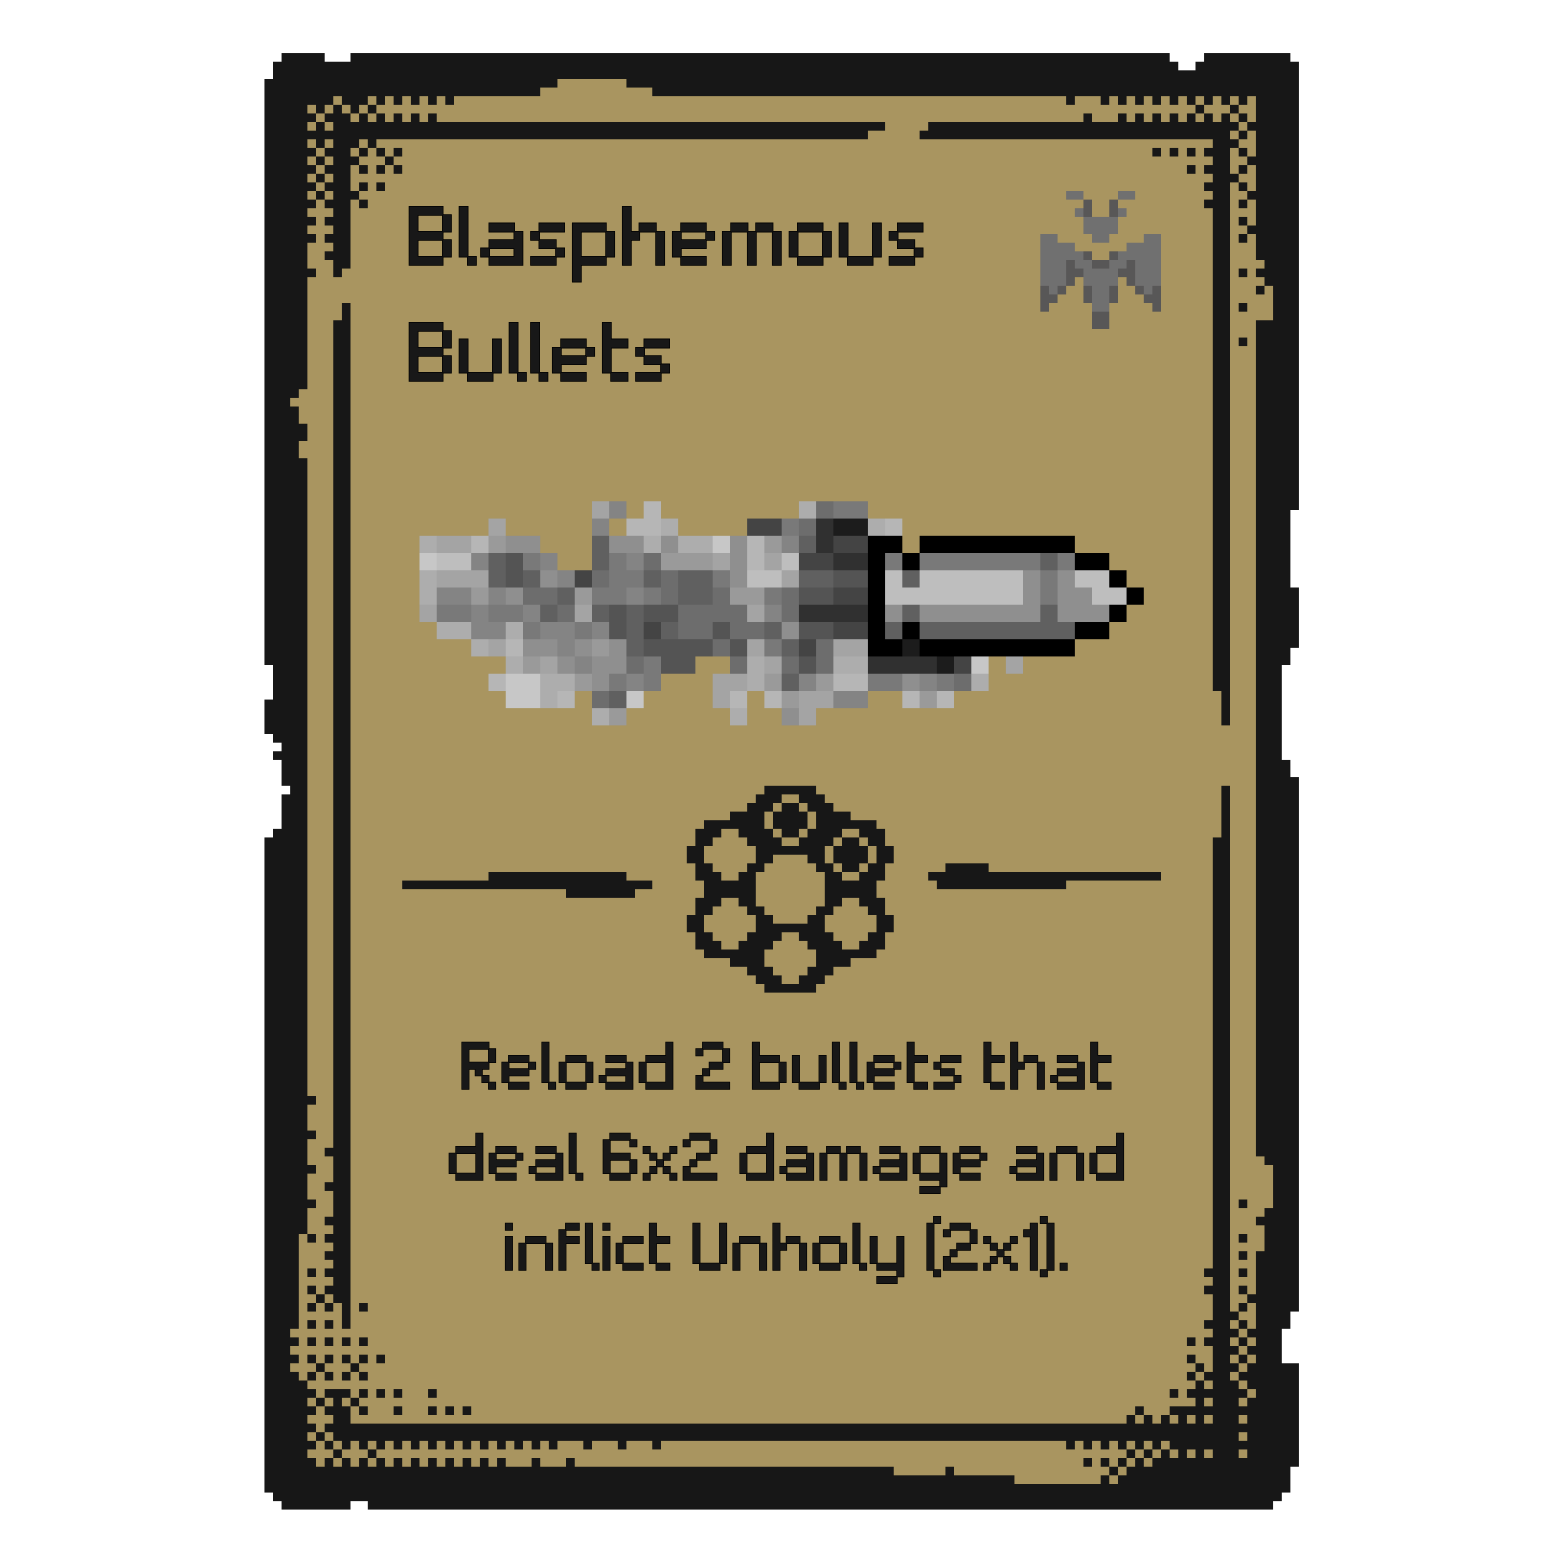 Blasphemous
Bullets
Reload 2 bullets that
deal 6x2 damage and
inflict Unholy (2x1).